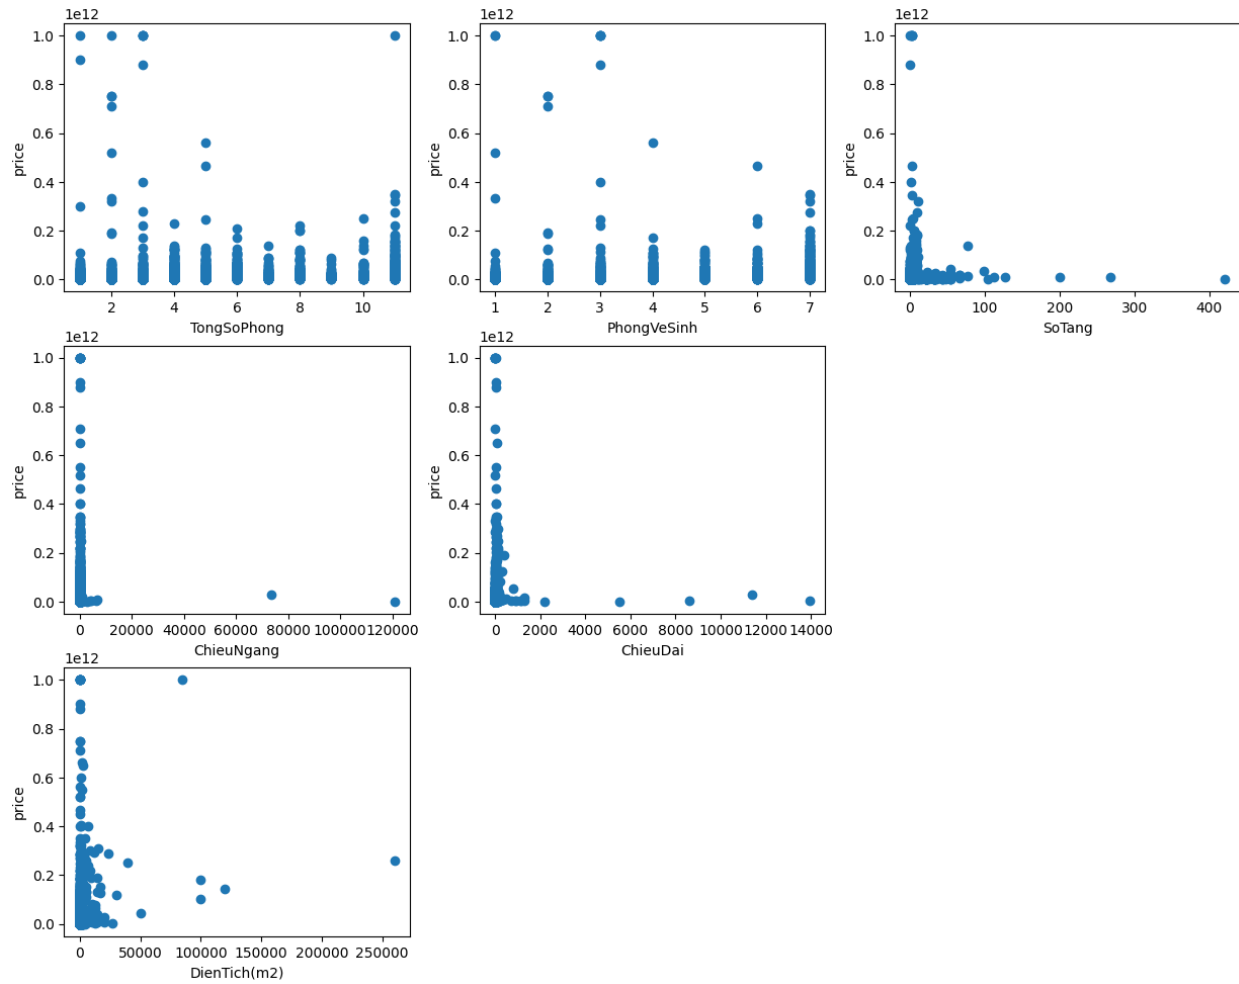 1e12 1e12 1e12
1.0 1.0 1.0
0.8 0.8 0.8
0.6 0.6 0.6
price price price
0.4 0.4 0.4
0.2 0.2 0.2
0.0 0.0 0.0
2 4 6 8 10 1 2 3 4 5 6 7 0 100 200 300 400
TongSoPhong PhongVeSinh SoTang
1e12 1e12
1.0 1.0
0.8 0.8
0.6 0.6
price price
0.4 0.4
0.2 0.2
0.0 0.0
0 20000 40000 60000 80000 100000 120000 0 2000 4000 6000 8000 10000 12000 14000
ChieuNgang ChieuDai
1e12
1.0
0.8
0.6
price
0.4
0.2
0.0
0 50000 100000 150000 200000 250000
DienTich(m2)